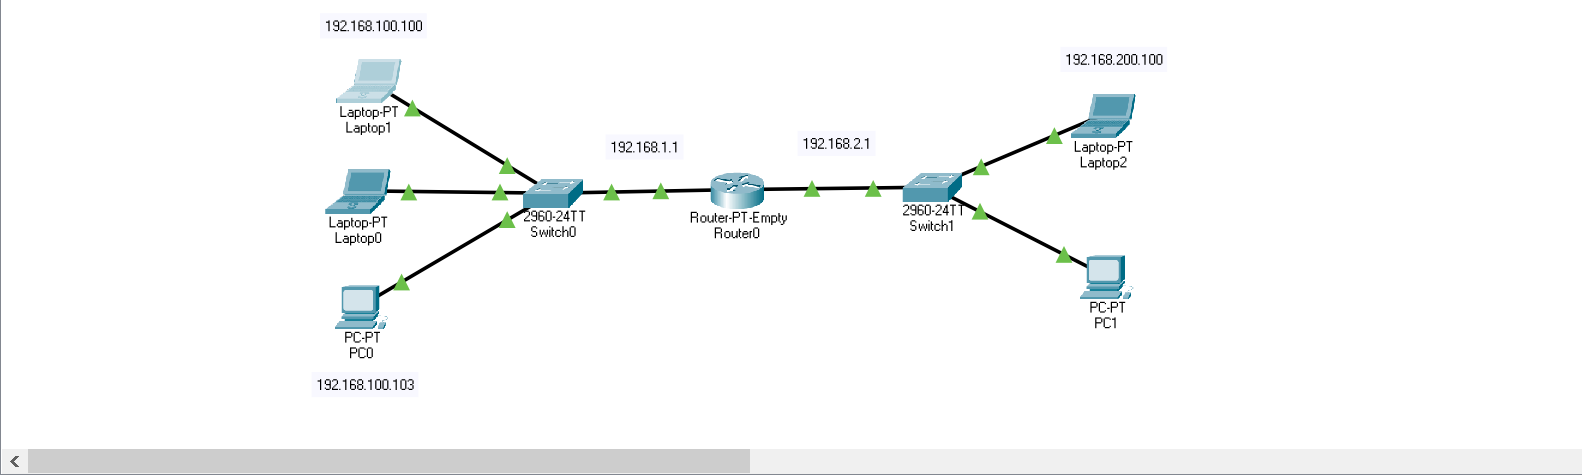 192.168.100.100
192.168.200.100
Laptop-PT
Laptop1
192.168.1.1
192.168.2.1
Laptop-PT
Laptop2
Laptop-PT
Laptop0
2960-24TT
Switch0
Router-PT-Empty
Router0
2960-24TT
Switch1
PC-PT
PC0
PC-PT
PC1
192.168.100.103